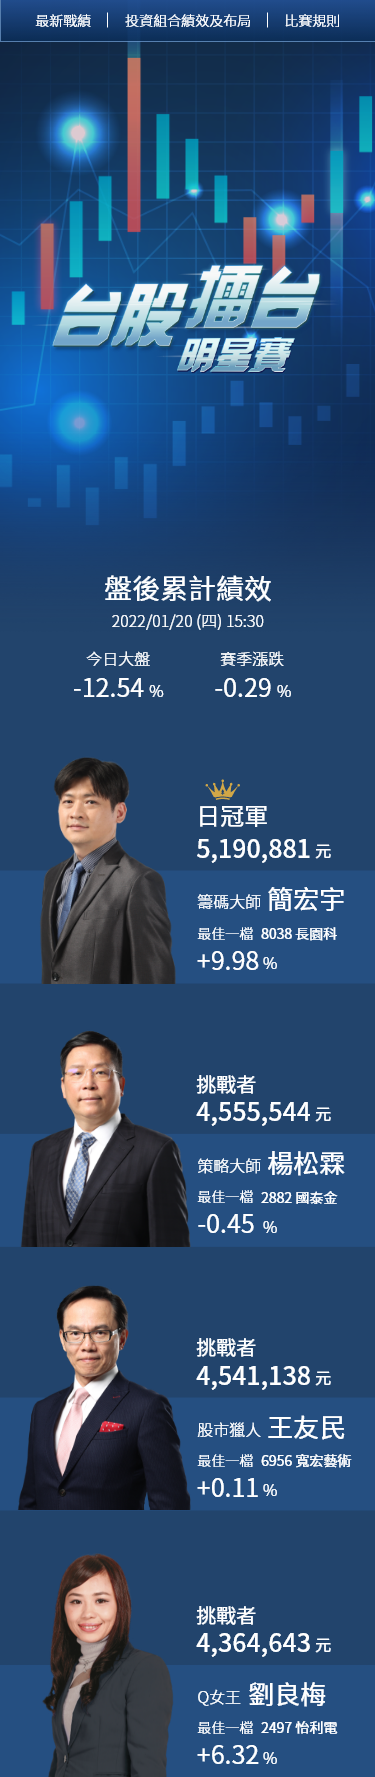 最新戰績 | 投資組合績效及布局 | 比賽規則
台股擂台
明星賽
盤後累計績效
2022/01/20 (四) 15:30
今日大盤 賽季漲跌
-12.54 % -0.29 %
日冠軍
5,190,881 元
籌碼大師 簡宏宇
最佳一檔 8038 長園科
+9.98 %
挑戰者
4,555,544 元
策略大師 楊松霖
最佳一檔 2882 國泰金
-0.45 %
挑戰者
4,541,138 元
股市獵人 王友民
最佳一檔 6956 寬宏藝術
+0.11 %
挑戰者
4,364,643 元
Q女王 劉良梅
最佳一檔 2497 怡利電
+6.32 %